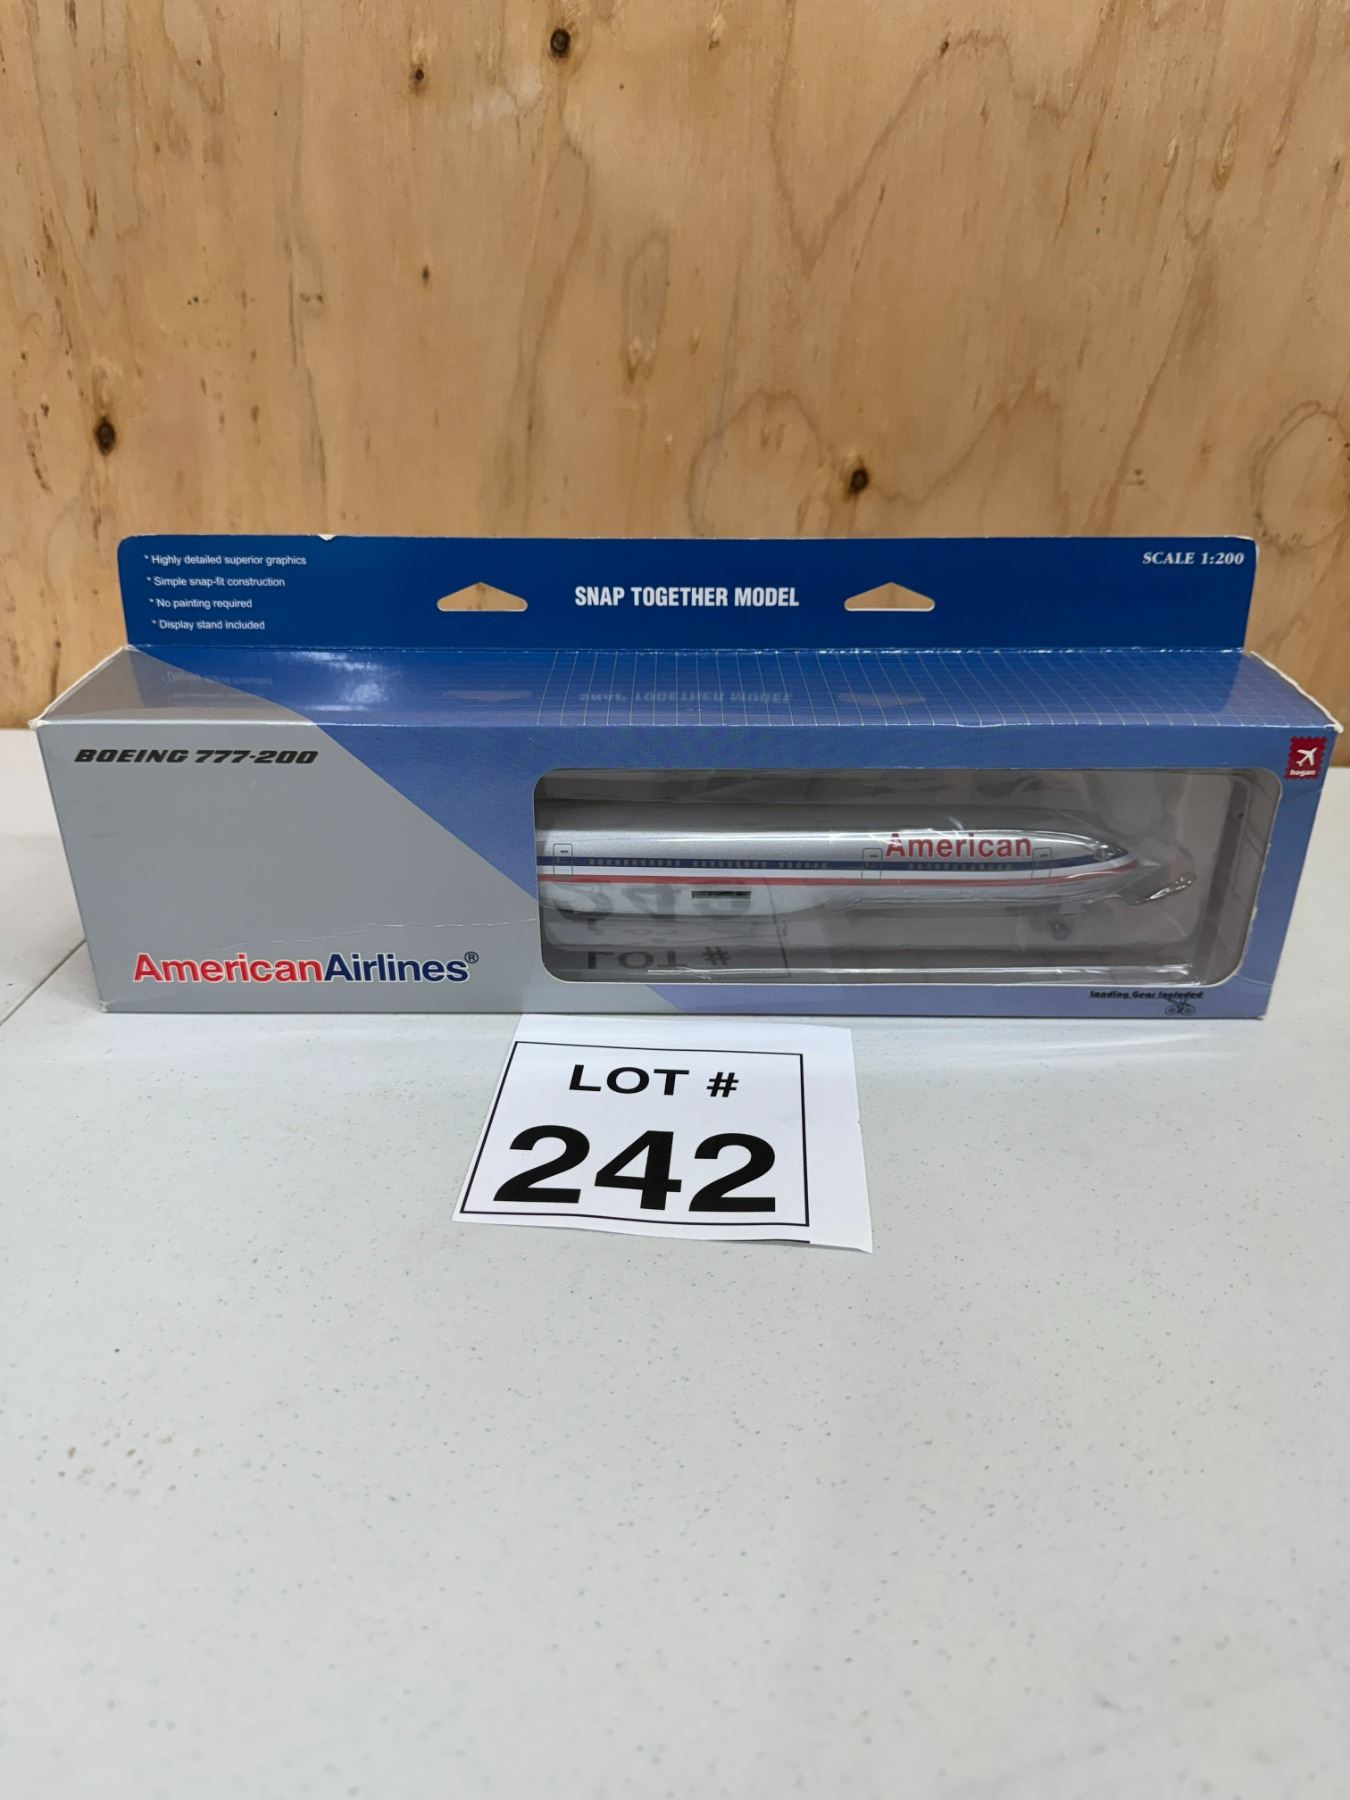 * Highly detailed superior graphics
* Simple snap-fit construction
* No painting required
* Display stand included
SNAP TOGETHER MODEL
SCALE 1:200
BOEING 777-200
hogan
American
AmericanAirlines®
Landing Gear Included
LOT #
242